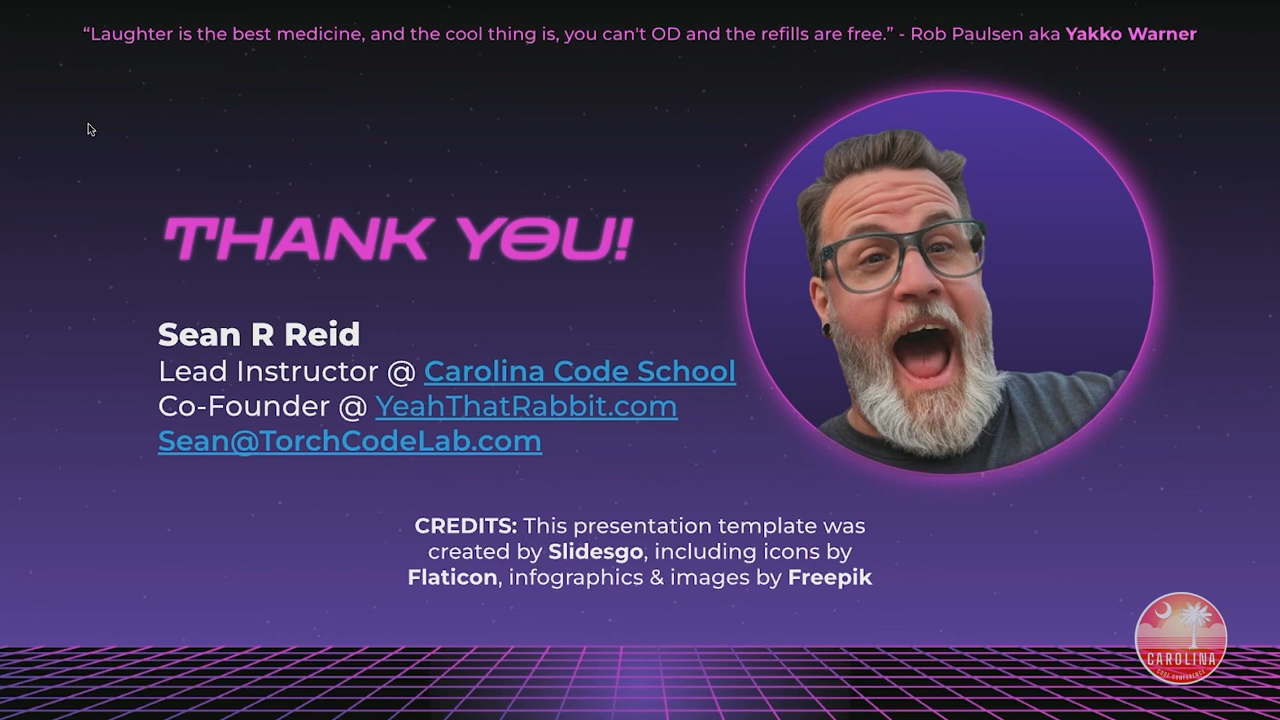 “Laughter is the best medicine, and the cool thing is, you can't OD and the refills are free.” - Rob Paulsen aka Yakko Warner
THANK YOU!
Sean R Reid
Lead Instructor @ Carolina Code School
Co-Founder @ YeahThatRabbit.com
Sean@TorchCodeLab.com
CREDITS: This presentation template was
created by Slidesgo, including icons by
Flaticon, infographics & images by Freepik
CAROLINA
CODE CONFERENCE